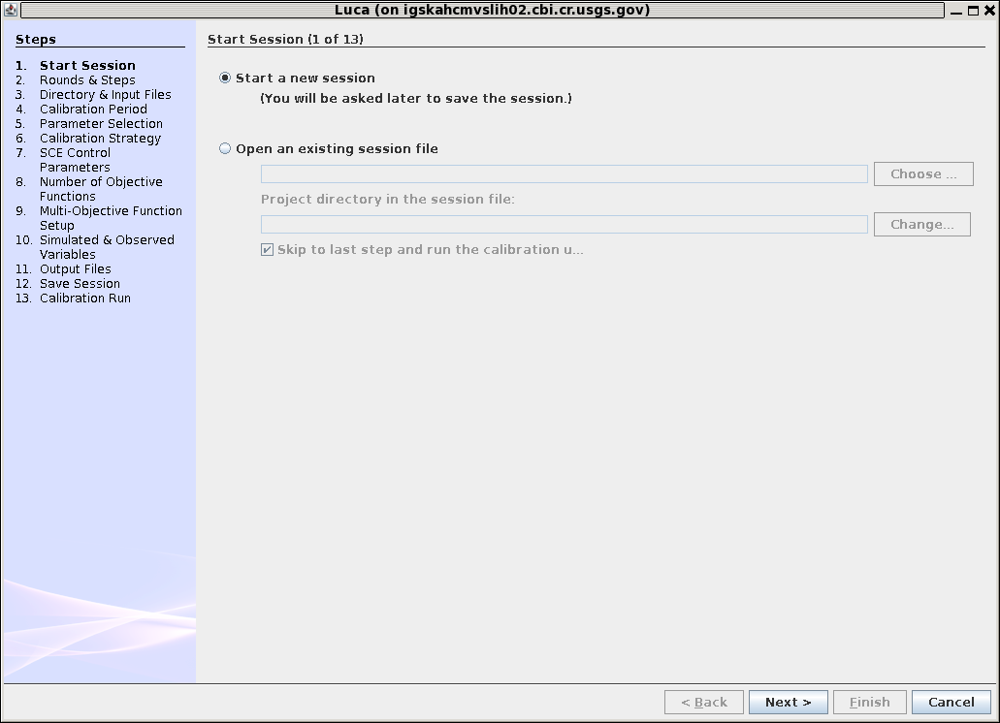 Luca (on igskahcmvslih02.cbi.cr.usgs.gov)
Steps
1. Start Session
2. Rounds & Steps
3. Directory & Input Files
4. Calibration Period
5. Parameter Selection
6. Calibration Strategy
7. SCE Control
Parameters
8. Number of Objective
Functions
9. Multi-Objective Function
Setup
10. Simulated & Observed
Variables
11. Output Files
12. Save Session
13. Calibration Run
Start Session (1 of 13)
Start a new session
(You will be asked later to save the session.)
Open an existing session file
Choose ...
Project directory in the session file:
Change...
Skip to last step and run the calibration u...
< Back
Next >
Finish
Cancel